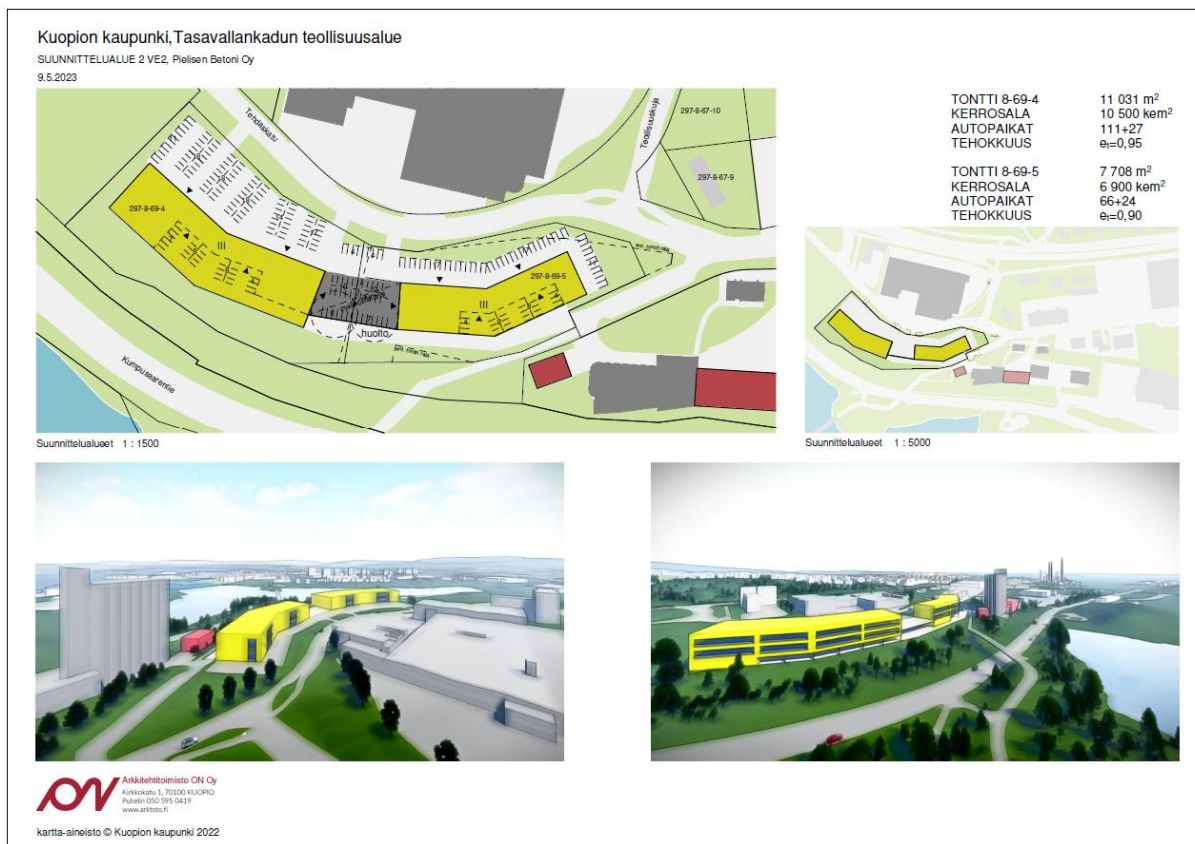 Kuopion kaupunki,Tasavallankadun teollisuusalue
SUUNNITTELUALUE 2 VE2, Pielisen Betoni Oy
9.5.2023
TONTTI 8-69-4 11 031 m²
KERROSALA 10 500 kem²
AUTOPAIKAT 111+27
TEHOKKUUS eₜ=0,95
TONTTI 8-69-5 7 708 m²
KERROSALA 6 900 kem²
AUTOPAIKAT 66+24
TEHOKKUUS eₜ=0,90
Tehdaskatu
Teollisuuskuja
297-8-67-10
297-8-67-9
297-8-69-4
III
297-8-69-5
III
huolto
Kumpusaarentie
Suunnittelualueet 1 : 1500
Suunnittelualueet 1 : 5000
ON
Arkkitehtitoimisto ON Oy
Kirkkokatu 1, 70100 KUOPIO
Puhelin 050 595 0419
www.arktsto.fi
kartta-aineisto © Kuopion kaupunki 2022